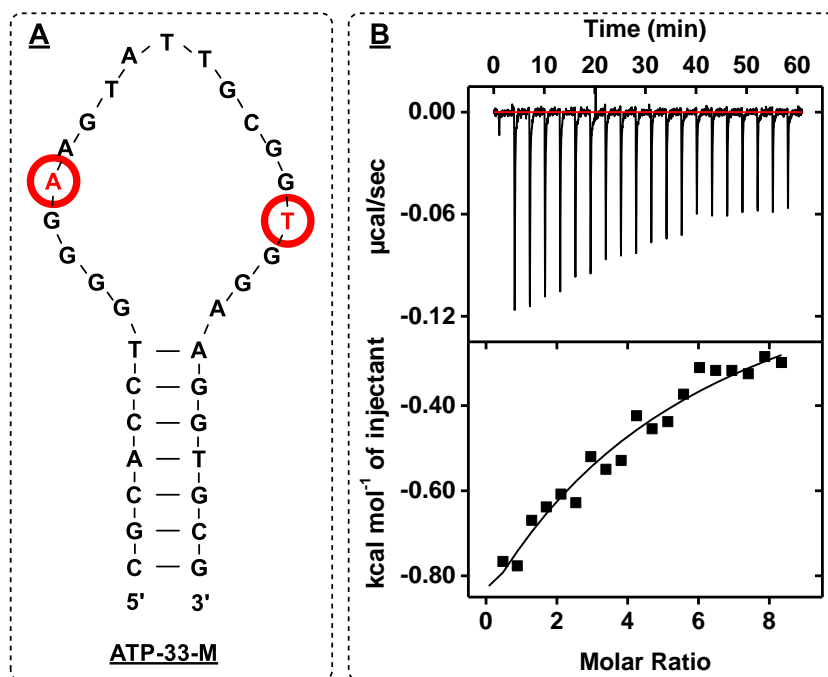 A
T
A T
T G
G C
A G
A G
G T
G G
G G
G A
T — A
C — G
C — G
A — T
C — G
G — C
C — G
5' 3'
ATP-33-M
B
Time (min)
0 10 20 30 40 50 60
0.00
-0.06
-0.12
µcal/sec
-0.40
-0.60
-0.80
kcal mol⁻¹ of injectant
0 2 4 6 8
Molar Ratio